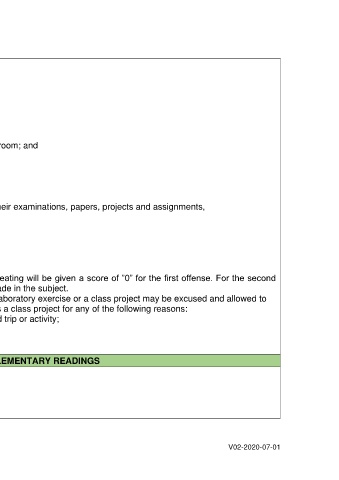 room; and
eir examinations, papers, projects and assignments,
eating will be given a score of "0" for the first offense. For the second
ade in the subject.
aboratory exercise or a class project may be excused and allowed to
s a class project for any of the following reasons:
d trip or activity;
LEMENTARY READINGS
V02-2020-07-01